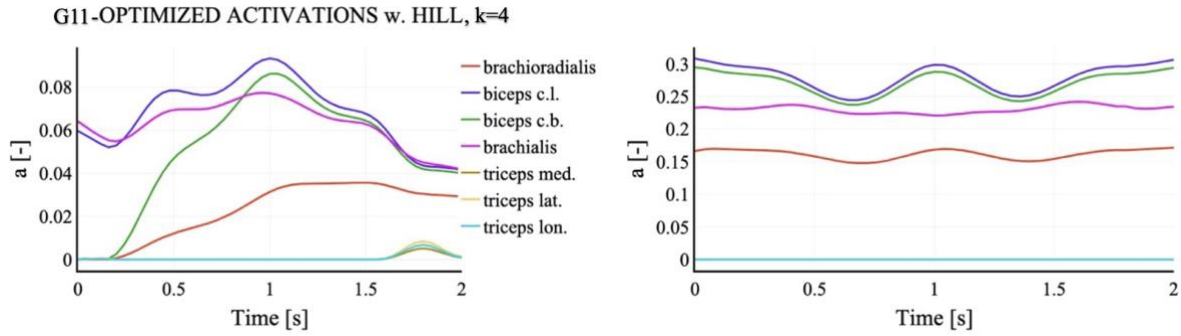 G11-OPTIMIZED ACTIVATIONS w. HILL, k=4
a [-]
0.08
0.06
0.04
0.02
0
0 0.5 1 1.5 2
Time [s]
brachioradialis
biceps c.l.
biceps c.b.
brachialis
triceps med.
triceps lat.
triceps lon.
a [-]
0.3
0.25
0.2
0.15
0.1
0.05
0
0 0.5 1 1.5 2
Time [s]